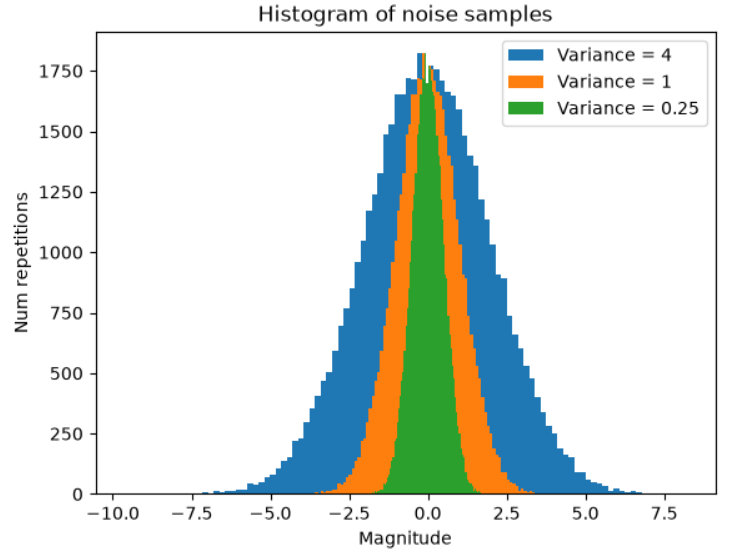 Histogram of noise samples
Variance = 4
Variance = 1
Variance = 0.25
Num repetitions
1750
1500
1250
1000
750
500
250
0
−10.0 −7.5 −5.0 −2.5 0.0 2.5 5.0 7.5
Magnitude